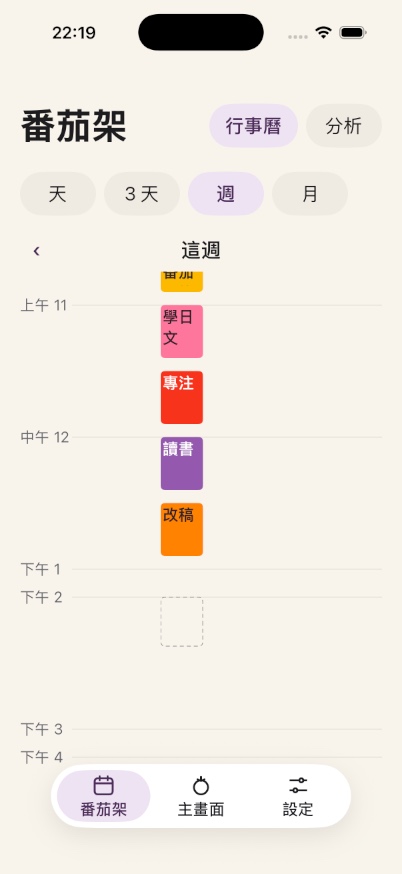 22:19
番茄架
行事曆
分析
天
3 天
週
月
‹
這週
番茄
上午 11
學日
文
專注
中午 12
讀書
改稿
下午 1
下午 2
下午 3
下午 4
番茄架
主畫面
設定